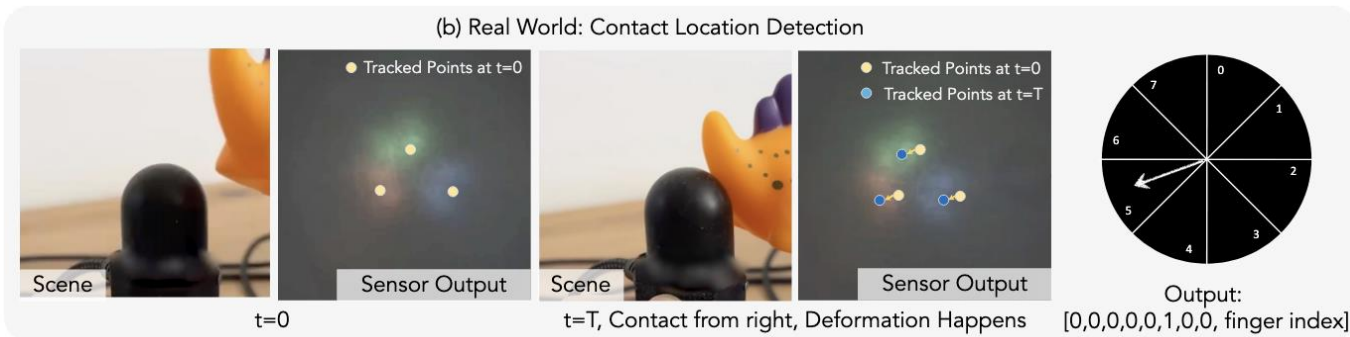 (b) Real World: Contact Location Detection
Scene
Tracked Points at t=0
Sensor Output
t=0
Scene
Tracked Points at t=0
Tracked Points at t=T
Sensor Output
t=T, Contact from right, Deformation Happens
0
1
2
3
4
5
6
7
Output:
[0,0,0,0,0,1,0,0, finger index]